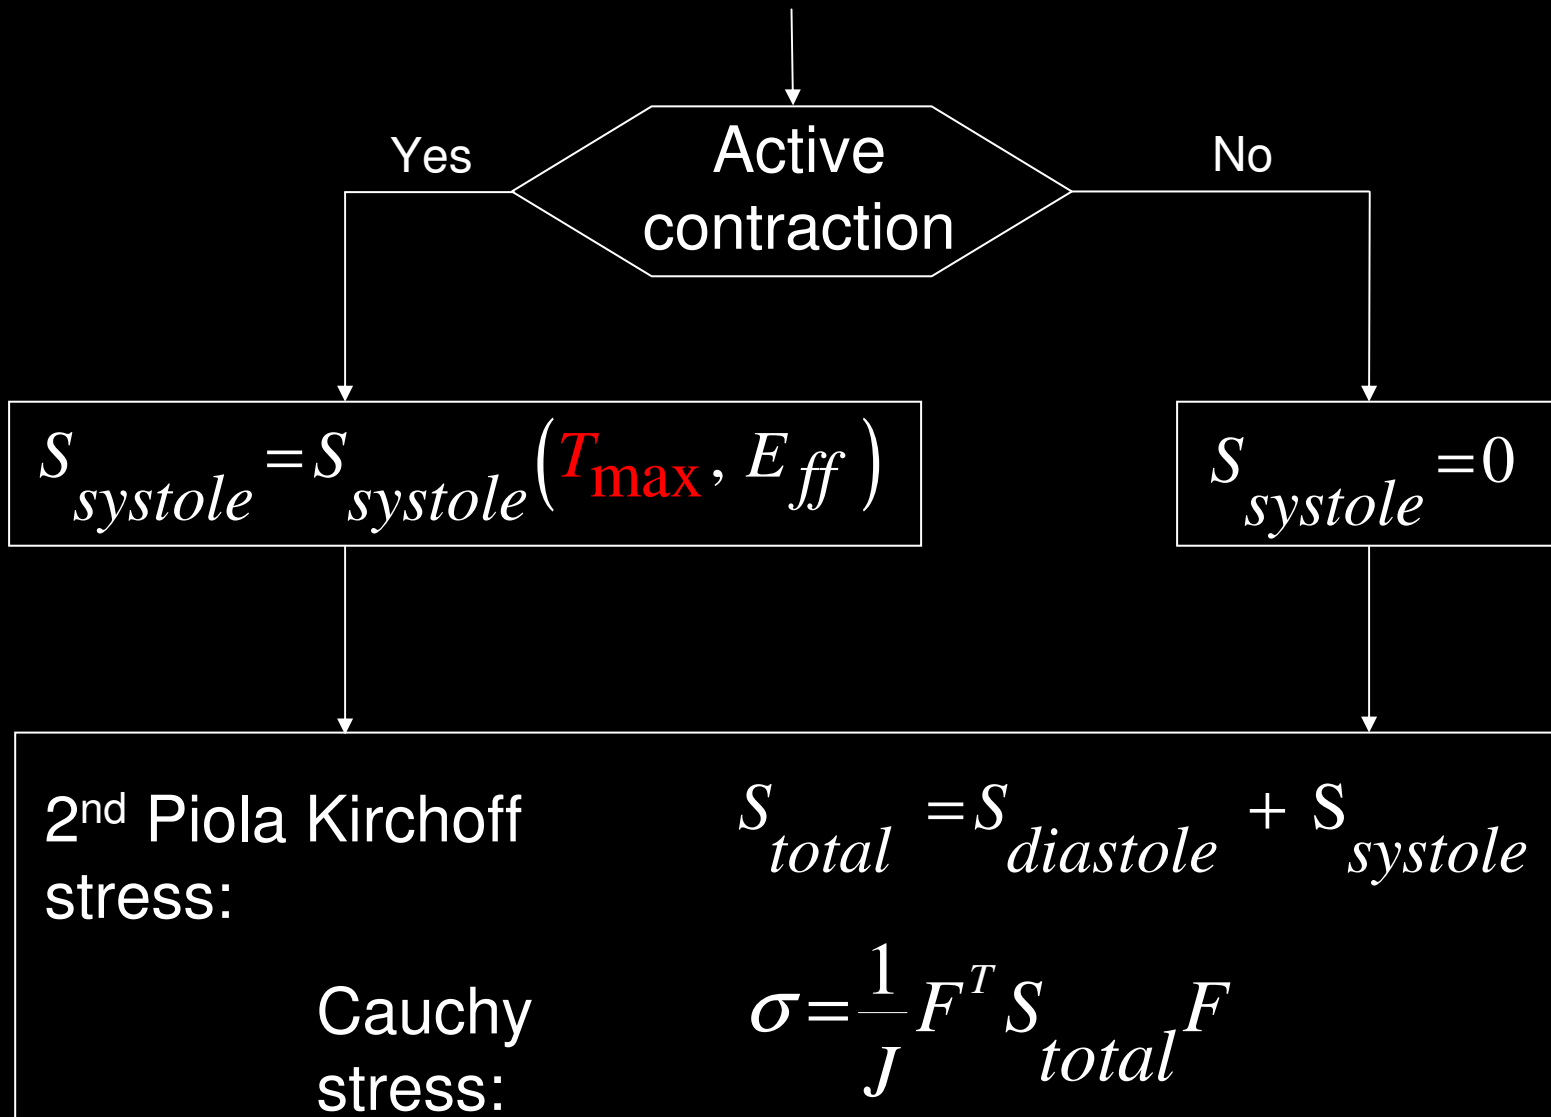 Yes
No
Active
contraction
S_systole = S_systole(T_max, E_ff)
S_systole = 0
2nd Piola Kirchoff
stress:
S_total = S_diastole + S_systole
Cauchy
stress:
σ = 1/J F^T S_total F